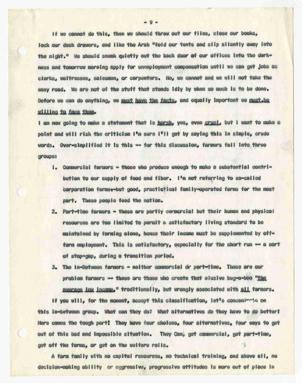 - 9 -
If we cannot do this, then we should throw out our files, close our books,
lock our desk drawers, and like the Arab "fold our tents and slip silently away into
the night." We should sneak quietly out the back door of our offices into the dark-
ness and tomorrow morning apply for unemployment compensation until we can get jobs as
clerks, waitresses, salesmen, or carpenters. No, we cannot and we will not take the
easy road. We are not of the stuff that stands idly by when so much is to be done.
Before we can do anything, we must have the facts, and equally important we must be
willing to face them.
I am now going to make a statement that is harsh, yes, even cruel, but I want to make a
point and will risk the criticism I'm sure I'll get by saying this in simple, crude
words. Over-simplified it is this -- for this discussion, farmers fall into three
groups:
1. Commercial farmers - those who produce enough to make a substantial contri-
bution to our supply of food and fiber. I'm not referring to so-called
corporation farms-but good, practical family-operated farms for the most
part. These people feed the nation.
2. Part-time farmers - those are partly commercial but their human and physical
resources are too limited to permit a satisfactory living standard to be
maintained by farming alone, hence their income must be supplemented by off-
farm employment. This is satisfactory, especially for the short run -- a sort
of stop-gap, during a transition period.
3. The in-between farmers - neither commercial or part-time. These are our
problem farmers -- these are those who create that elusive "the
average low income," traditionally, but wrongly associated with all farmers.
If you will, for the moment, accept this classification, let's concentrate on
this in-between group. What can they do? What alternatives do they have to do better?
Here comes the tough part! They have four choices, four alternatives, four ways to get
out of this bad and impossible situation. They can, get commercial, get part-time,
get off the farms, or get on the welfare rolls.
A farm family with no capital resources, no technical training, and above all, no
decision-making ability or aggressive, progressive attitudes is more out of place in